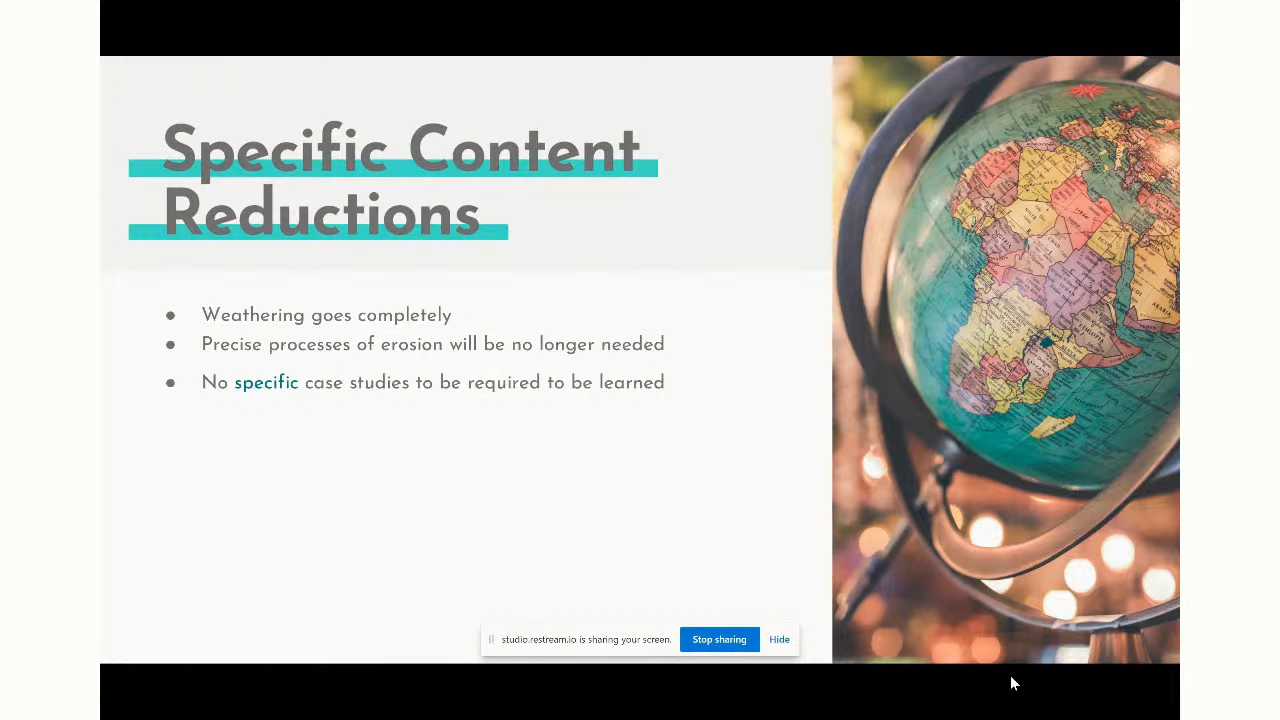 Specific Content
Reductions
● Weathering goes completely
● Precise processes of erosion will be no longer needed
● No specific case studies to be required to be learned
studio.restream.io is sharing your screen. Stop sharing Hide